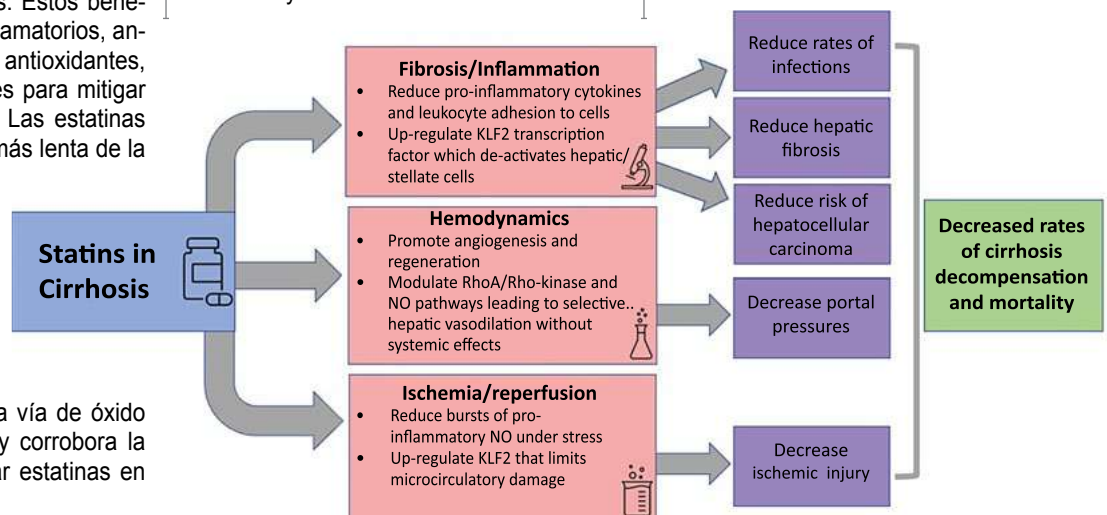 s. Estos bene-
amatorios, an-
antioxidantes,
es para mitigar
Las estatinas
más lenta de la
a vía de óxido
y corrobora la
ar estatinas en
Statins in
Cirrhosis
Fibrosis/Inflammation
• Reduce pro-inflammatory cytokines
and leukocyte adhesion to cells
• Up-regulate KLF2 transcription
factor which de-activates hepatic/
stellate cells
Hemodynamics
• Promote angiogenesis and
regeneration
• Modulate RhoA/Rho-kinase and
NO pathways leading to selective..
hepatic vasodilation without
systemic effects
Ischemia/reperfusion
• Reduce bursts of pro-
inflammatory NO under stress
• Up-regulate KLF2 that limits
microcirculatory damage
Reduce rates of
infections
Reduce hepatic
fibrosis
Reduce risk of
hepatocellular
carcinoma
Decrease portal
pressures
Decrease
ischemic injury
Decreased rates
of cirrhosis
decompensation
and mortality